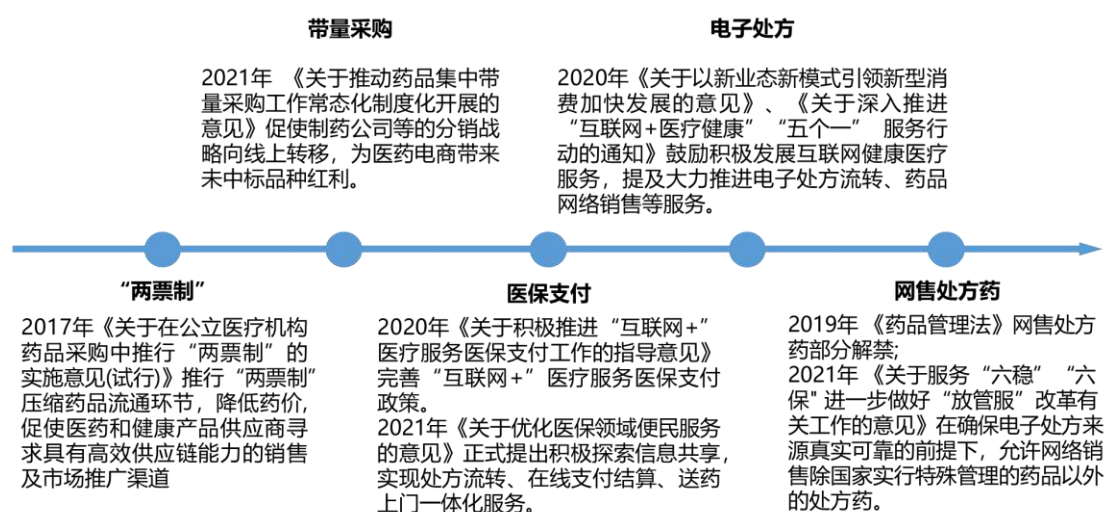 带量采购
2021年 《关于推动药品集中带
量采购工作常态化制度化开展的
意见》促使制药公司等的分销战
略向线上转移，为医药电商带来
未中标品种红利。
电子处方
2020年《关于以新业态新模式引领新型消
费加快发展的意见》、《关于深入推进
“互联网+医疗健康”“五个一” 服务行
动的通知》鼓励积极发展互联网健康医疗
服务，提及大力推进电子处方流转、药品
网络销售等服务。
“两票制”
2017年《关于在公立医疗机构
药品采购中推行“两票制”的
实施意见(试行)》推行“两票制”
压缩药品流通环节，降低药价,
促使医药和健康产品供应商寻
求具有高效供应链能力的销售
及市场推广渠道
医保支付
2020年《关于积极推进“互联网+”
医疗服务医保支付工作的指导意见》
完善“互联网+”医疗服务医保支付
政策。
2021年《关于优化医保领域便民服务
的意见》正式提出积极探索信息共享，
实现处方流转、在线支付结算、送药
上门一体化服务。
网售处方药
2019年 《药品管理法》网售处方
药部分解禁;
2021年 《关于服务“六稳”“六
保" 进一步做好“放管服”改革有
关工作的意见》在确保电子处方来
源真实可靠的前提下，允许网络销
售除国家实行特殊管理的药品以外
的处方药。